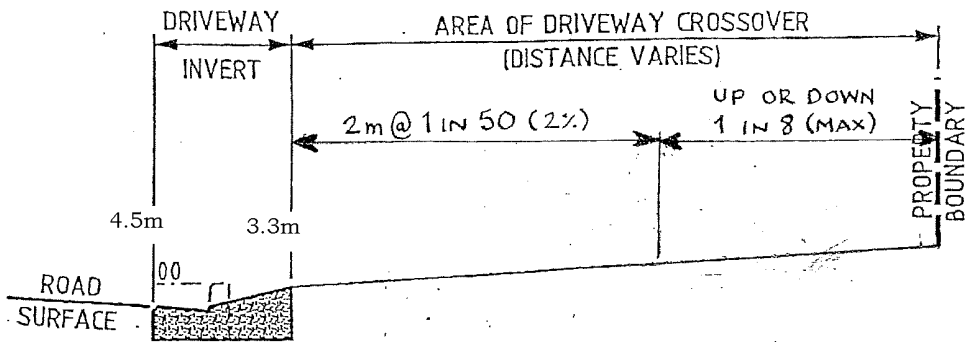 DRIVEWAY
INVERT
AREA OF DRIVEWAY CROSSOVER
(DISTANCE VARIES)
2m @ 1 IN 50 (2%)
UP OR DOWN
1 IN 8 (MAX)
PROPERTY
BOUNDARY
4.5m
3.3m
00
ROAD
SURFACE